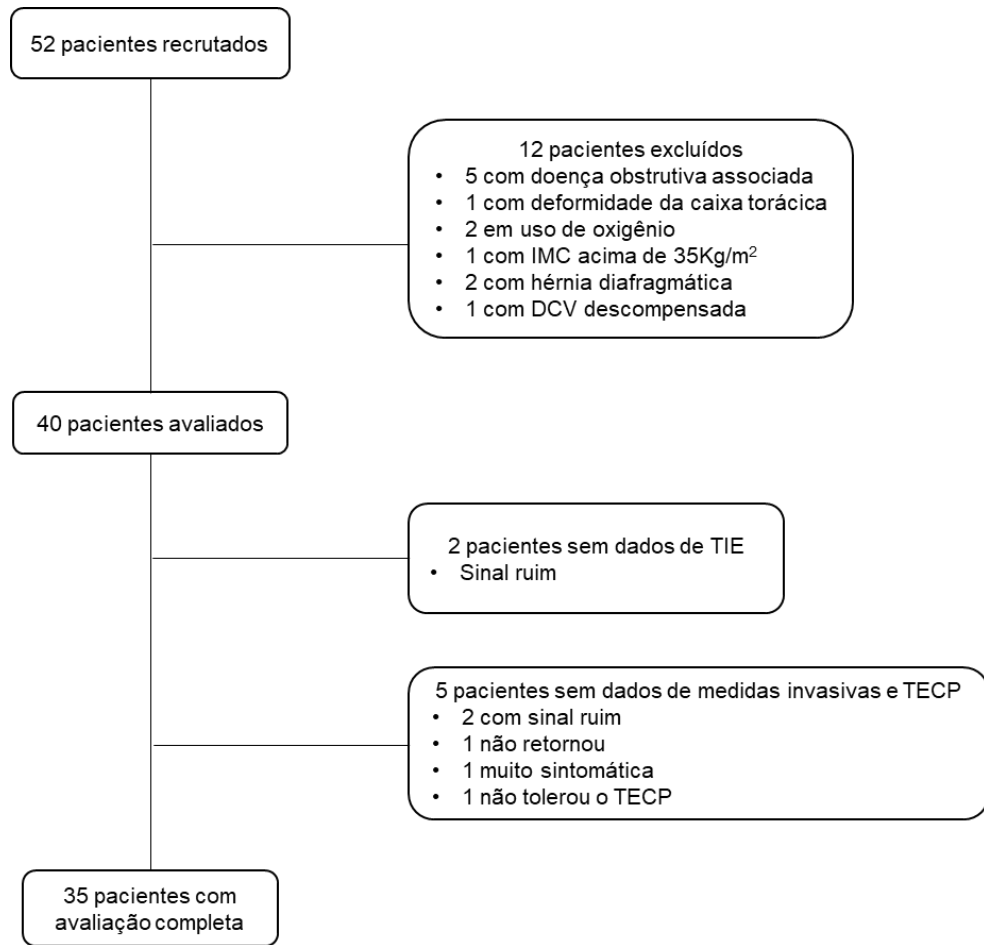 52 pacientes recrutados
12 pacientes excluídos
• 5 com doença obstrutiva associada
• 1 com deformidade da caixa torácica
• 2 em uso de oxigênio
• 1 com IMC acima de 35Kg/m²
• 2 com hérnia diafragmática
• 1 com DCV descompensada
40 pacientes avaliados
2 pacientes sem dados de TIE
• Sinal ruim
5 pacientes sem dados de medidas invasivas e TECP
• 2 com sinal ruim
• 1 não retornou
• 1 muito sintomática
• 1 não tolerou o TECP
35 pacientes com
avaliação completa